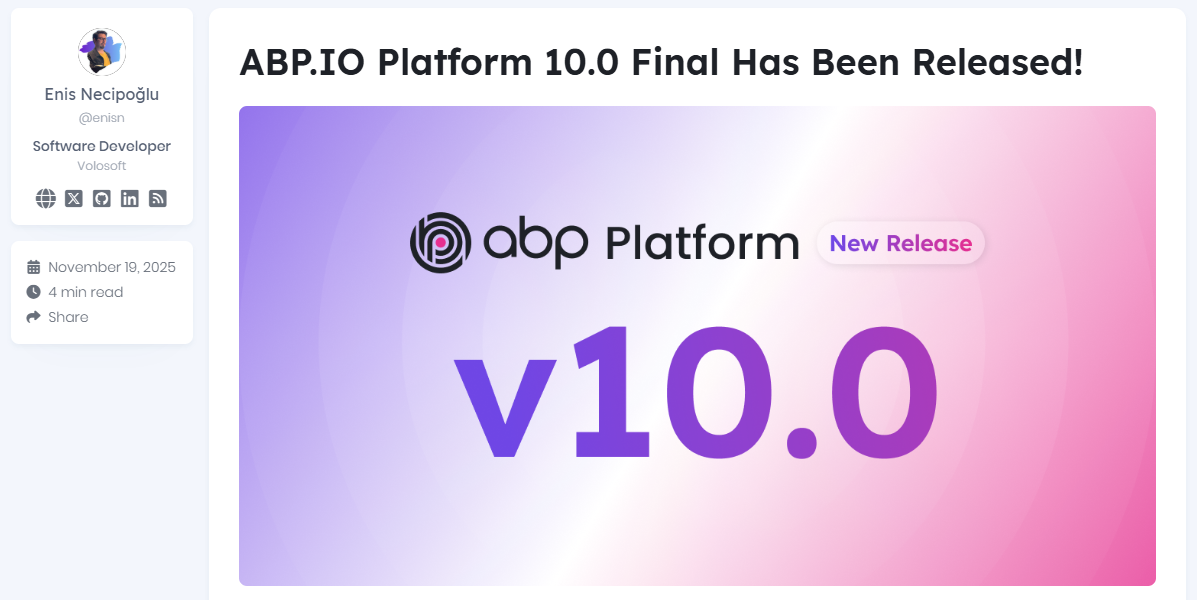 Enis Necipoğlu
@enisn
Software Developer
Volosoft
November 19, 2025
4 min read
Share
ABP.IO Platform 10.0 Final Has Been Released!
abp Platform New Release
v10.0